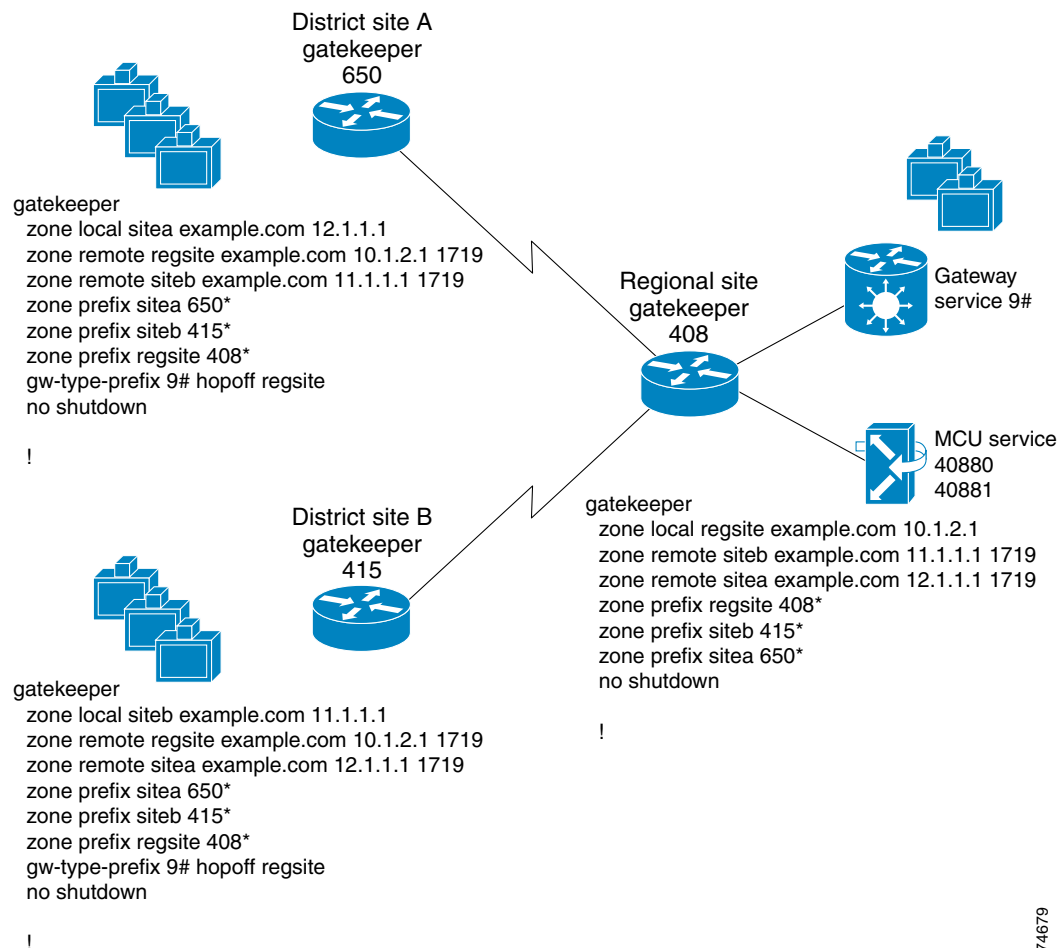 District site A
gatekeeper
650
gatekeeper
zone local sitea example.com 12.1.1.1
zone remote regsite example.com 10.1.2.1 1719
zone remote siteb example.com 11.1.1.1 1719
zone prefix sitea 650*
zone prefix siteb 415*
zone prefix regsite 408*
gw-type-prefix 9# hopoff regsite
no shutdown
!
Regional site
gatekeeper
408
Gateway
service 9#
MCU service
40880
40881
gatekeeper
zone local regsite example.com 10.1.2.1
zone remote siteb example.com 11.1.1.1 1719
zone remote sitea example.com 12.1.1.1 1719
zone prefix regsite 408*
zone prefix siteb 415*
zone prefix sitea 650*
no shutdown
!
District site B
gatekeeper
415
gatekeeper
zone local siteb example.com 11.1.1.1
zone remote regsite example.com 10.1.2.1 1719
zone remote sitea example.com 12.1.1.1 1719
zone prefix sitea 650*
zone prefix siteb 415*
zone prefix regsite 408*
gw-type-prefix 9# hopoff regsite
no shutdown
!
74679